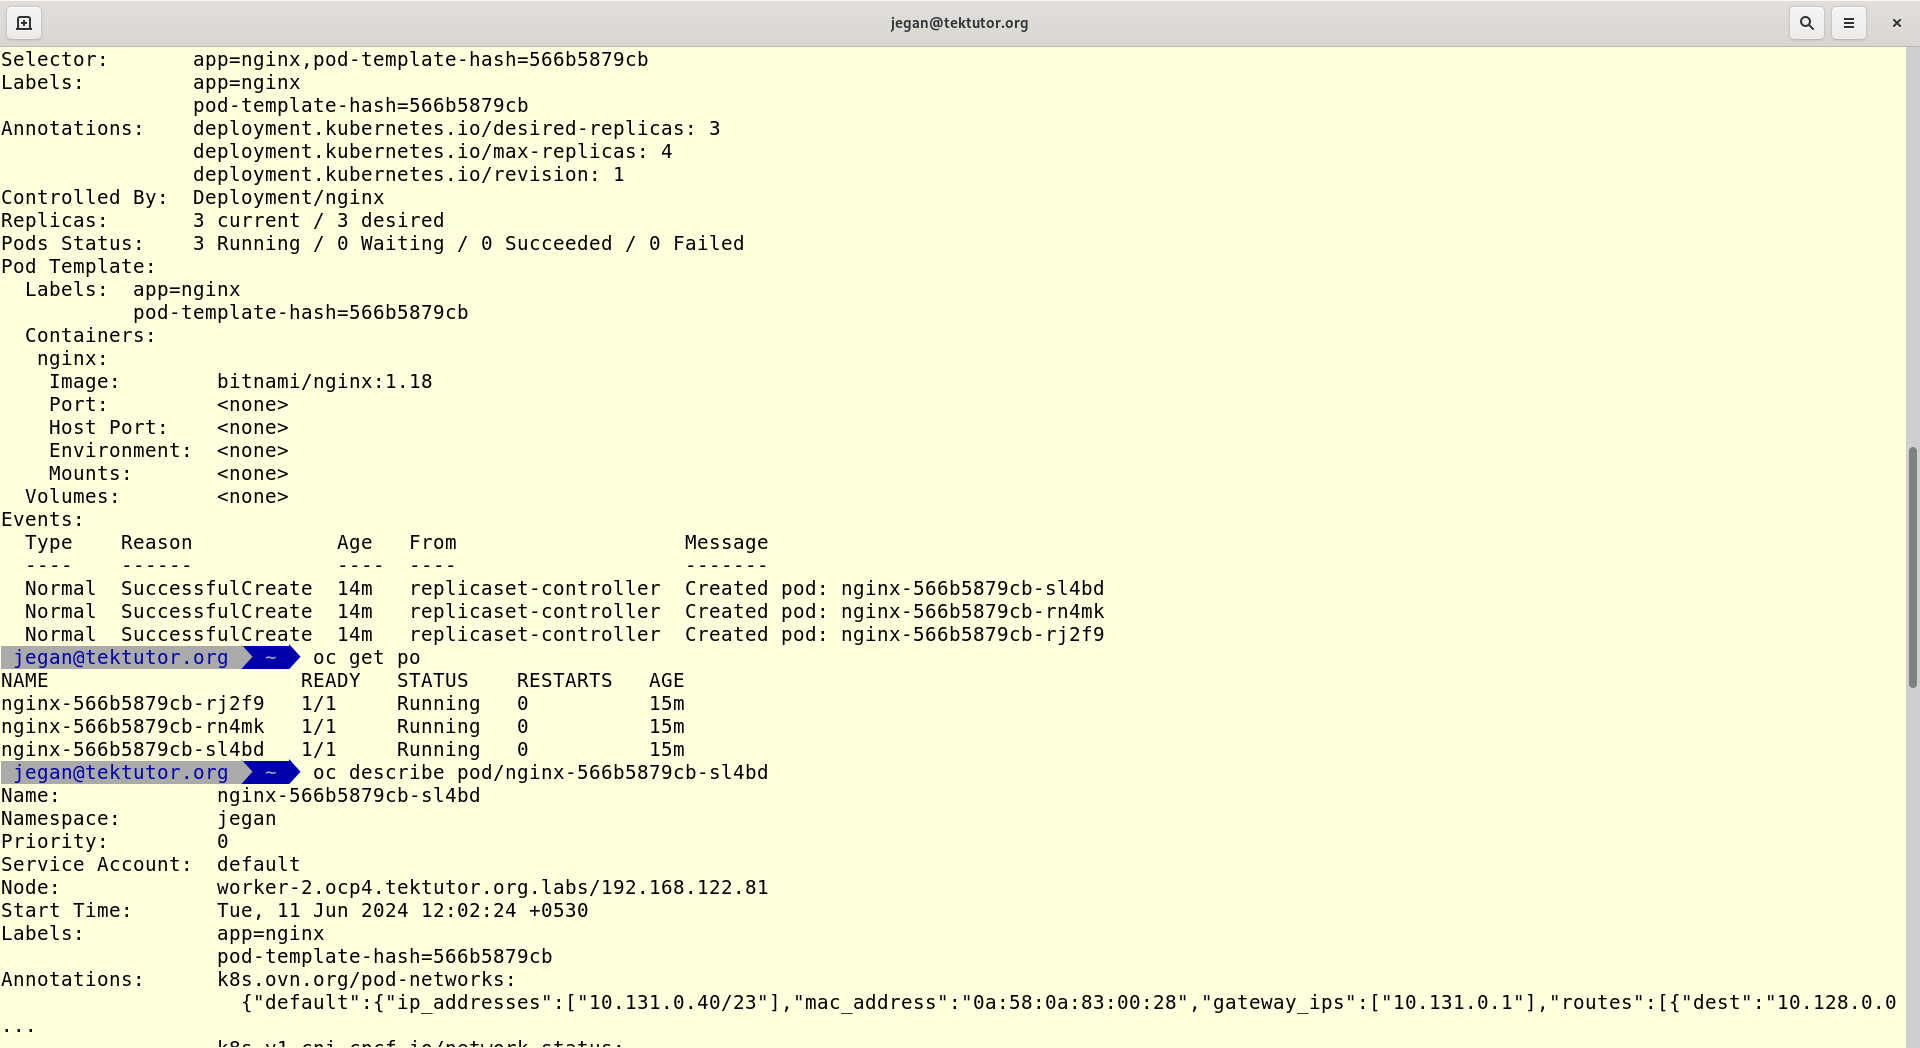 jegan@tektutor.org
Selector:       app=nginx,pod-template-hash=566b5879cb
Labels:         app=nginx
                pod-template-hash=566b5879cb
Annotations:    deployment.kubernetes.io/desired-replicas: 3
                deployment.kubernetes.io/max-replicas: 4
                deployment.kubernetes.io/revision: 1
Controlled By:  Deployment/nginx
Replicas:       3 current / 3 desired
Pods Status:    3 Running / 0 Waiting / 0 Succeeded / 0 Failed
Pod Template:
  Labels:  app=nginx
           pod-template-hash=566b5879cb
  Containers:
   nginx:
    Image:        bitnami/nginx:1.18
    Port:         <none>
    Host Port:    <none>
    Environment:  <none>
    Mounts:       <none>
  Volumes:        <none>
Events:
  Type    Reason            Age   From                   Message
  ----    ------            ----  ----                   -------
  Normal  SuccessfulCreate  14m   replicaset-controller  Created pod: nginx-566b5879cb-sl4bd
  Normal  SuccessfulCreate  14m   replicaset-controller  Created pod: nginx-566b5879cb-rn4mk
  Normal  SuccessfulCreate  14m   replicaset-controller  Created pod: nginx-566b5879cb-rj2f9
jegan@tektutor.org ~ oc get po
NAME                     READY   STATUS    RESTARTS   AGE
nginx-566b5879cb-rj2f9   1/1     Running   0          15m
nginx-566b5879cb-rn4mk   1/1     Running   0          15m
nginx-566b5879cb-sl4bd   1/1     Running   0          15m
jegan@tektutor.org ~ oc describe pod/nginx-566b5879cb-sl4bd
Name:             nginx-566b5879cb-sl4bd
Namespace:        jegan
Priority:         0
Service Account:  default
Node:             worker-2.ocp4.tektutor.org.labs/192.168.122.81
Start Time:       Tue, 11 Jun 2024 12:02:24 +0530
Labels:           app=nginx
                  pod-template-hash=566b5879cb
Annotations:      k8s.ovn.org/pod-networks:
                    {"default":{"ip_addresses":["10.131.0.40/23"],"mac_address":"0a:58:0a:83:00:28","gateway_ips":["10.131.0.1"],"routes":[{"dest":"10.128.0.0
...
                  k8s.v1.cni.cncf.io/network-status: